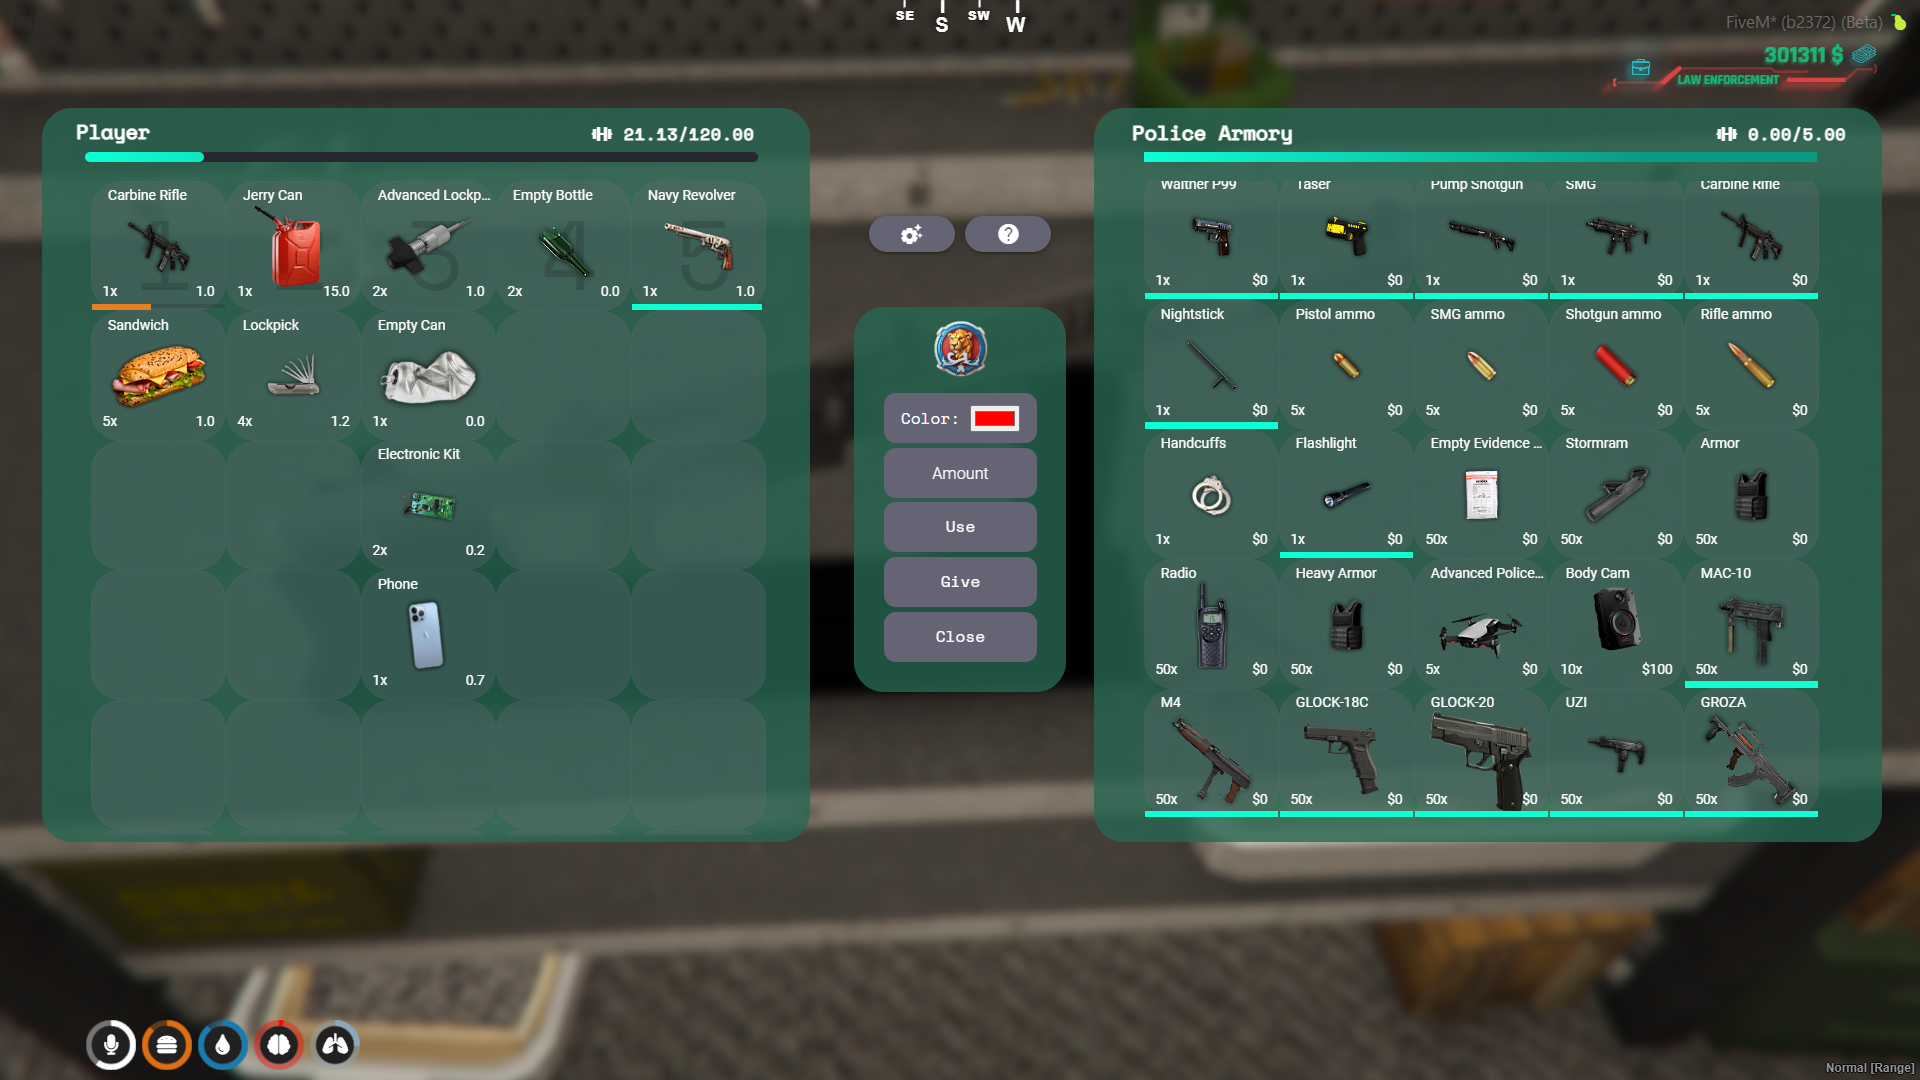 SE S SW W
FiveM* (b2372) (Beta)
301311 $
LAW ENFORCEMENT
Player
21.13/120.00
Carbine Rifle
Jerry Can
Advanced Lockp...
Empty Bottle
Navy Revolver
1
3
4
5
1x 1.0
1x 15.0
2x 1.0
2x 0.0
1x 1.0
Sandwich
Lockpick
Empty Can
5x 1.0
4x 1.2
1x 0.0
Electronic Kit
2x 0.2
Phone
1x 0.7
Color:
Amount
Use
Give
Close
Police Armory
0.00/5.00
Walther P99
Taser
Pump Shotgun
SMG
Carbine Rifle
1x $0
1x $0
1x $0
1x $0
1x $0
Nightstick
Pistol ammo
SMG ammo
Shotgun ammo
Rifle ammo
1x $0
5x $0
5x $0
5x $0
5x $0
Handcuffs
Flashlight
Empty Evidence ...
Stormram
Armor
1x $0
1x $0
50x $0
50x $0
50x $0
Radio
Heavy Armor
Advanced Police...
Body Cam
MAC-10
50x $0
50x $0
5x $0
10x $100
50x $0
M4
GLOCK-18C
GLOCK-20
UZI
GROZA
50x $0
50x $0
50x $0
50x $0
50x $0
Normal [Range]